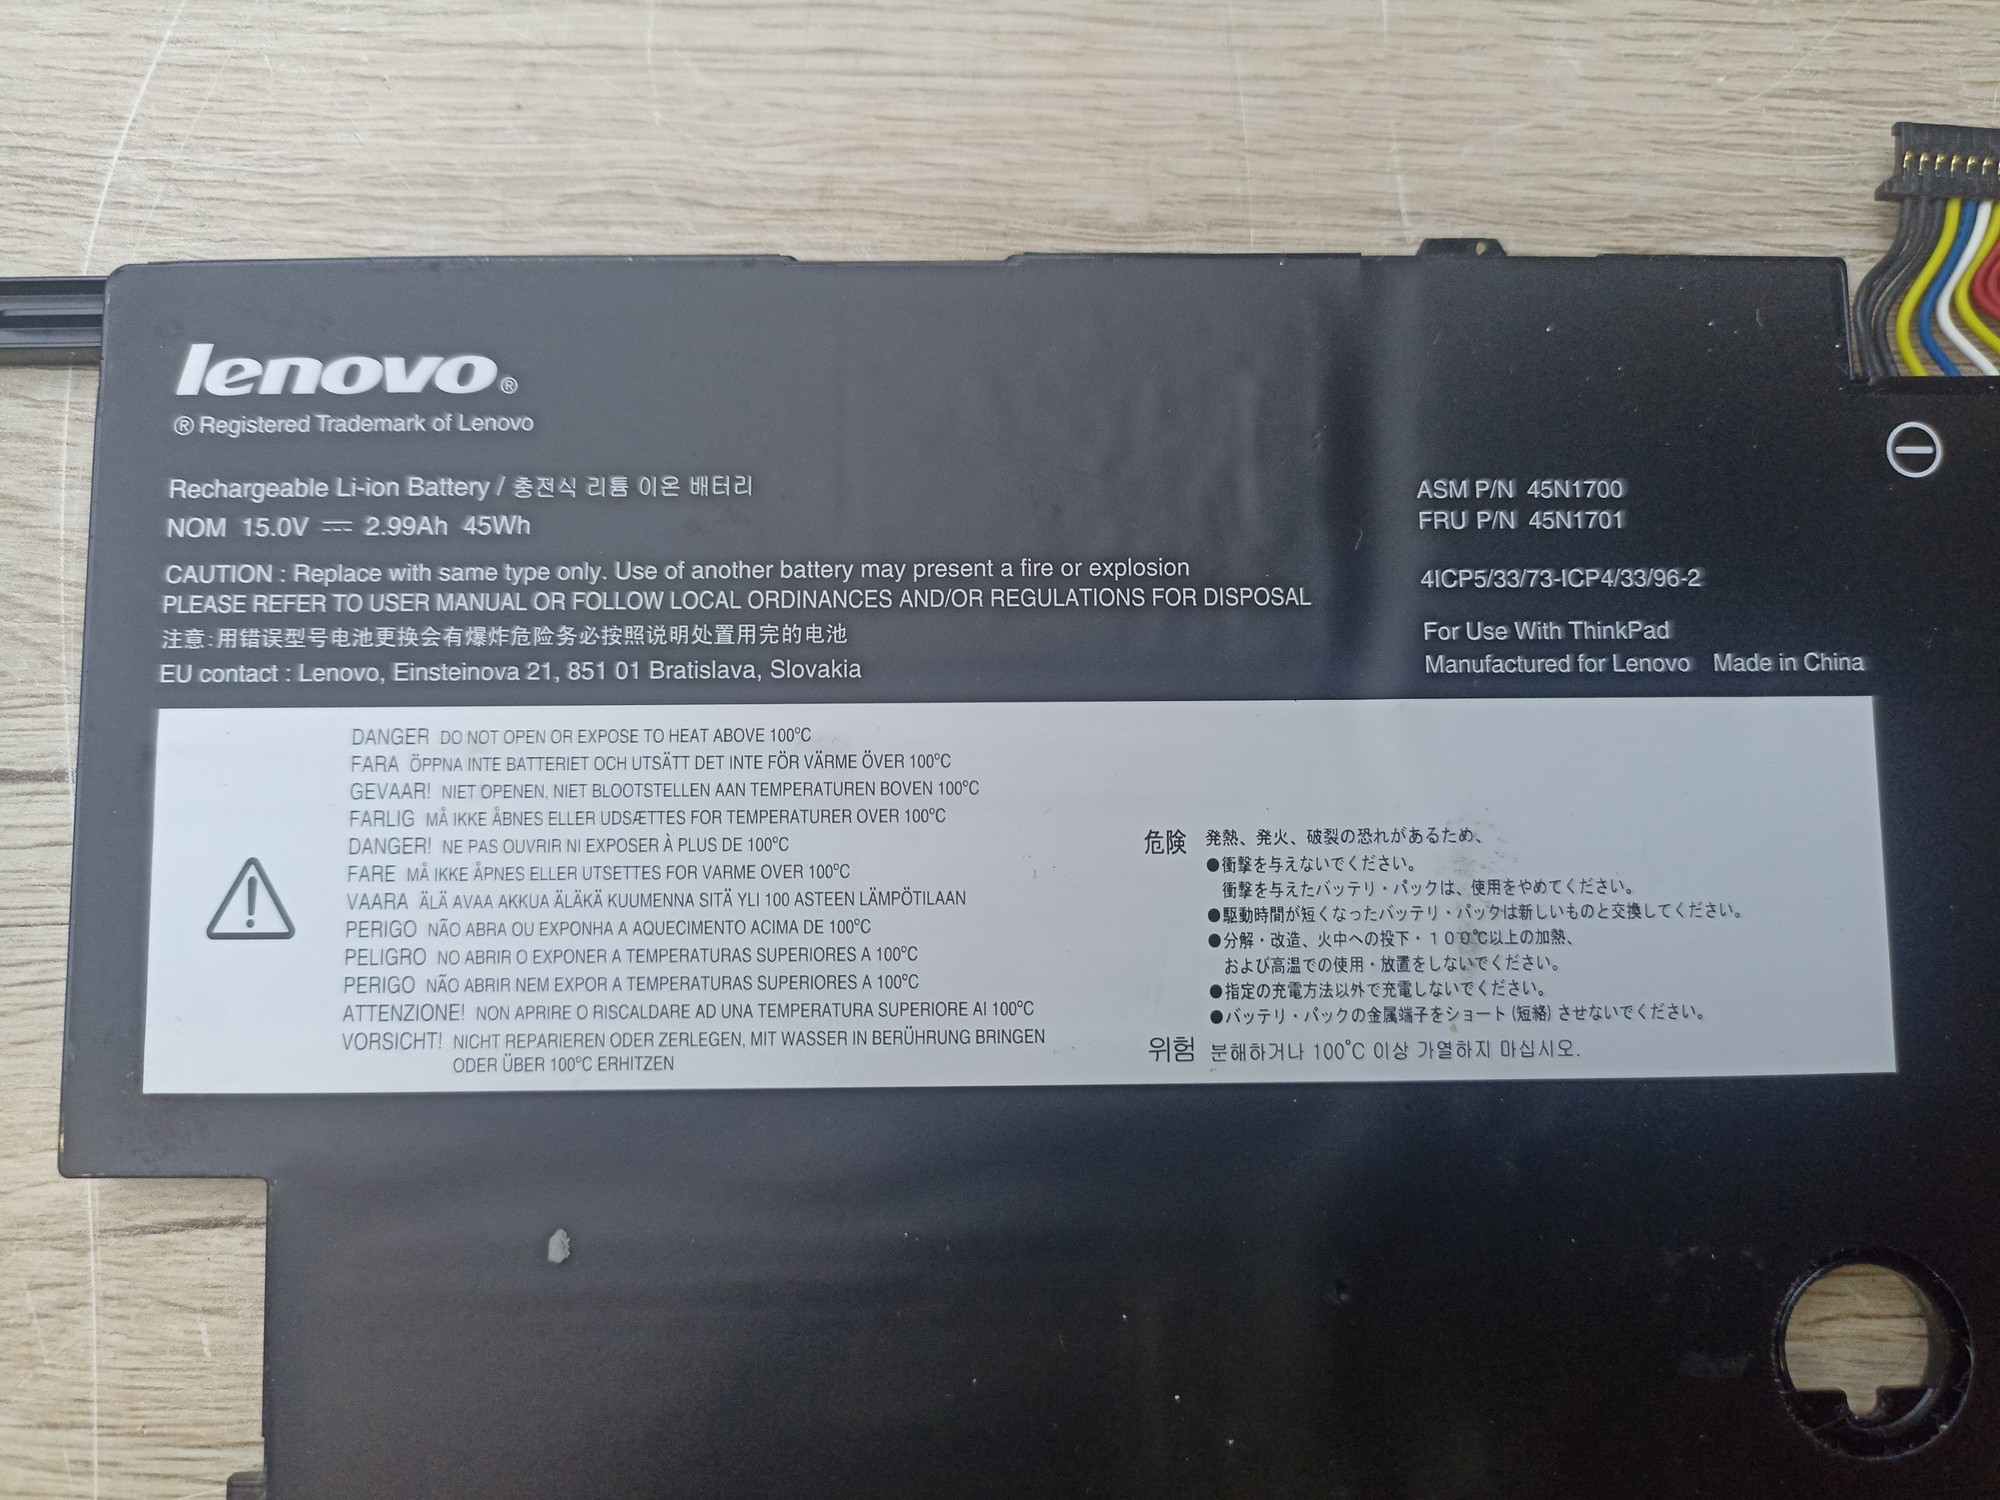 lenovo®
® Registered Trademark of Lenovo
Rechargeable Li-ion Battery / 충전식 리튬 이온 배터리
NOM 15.0V ⎓ 2.99Ah 45Wh
CAUTION : Replace with same type only. Use of another battery may present a fire or explosion
PLEASE REFER TO USER MANUAL OR FOLLOW LOCAL ORDINANCES AND/OR REGULATIONS FOR DISPOSAL
注意:用错误型号电池更换会有爆炸危险务必按照说明处置用完的电池
EU contact : Lenovo, Einsteinova 21, 851 01 Bratislava, Slovakia
ASM P/N 45N1700
FRU P/N 45N1701
4ICP5/33/73-ICP4/33/96-2
For Use With ThinkPad
Manufactured for Lenovo Made in China
DANGER DO NOT OPEN OR EXPOSE TO HEAT ABOVE 100°C
FARA ÖPPNA INTE BATTERIET OCH UTSÄTT DET INTE FÖR VÄRME ÖVER 100°C
GEVAAR! NIET OPENEN, NIET BLOOTSTELLEN AAN TEMPERATUREN BOVEN 100°C
FARLIG MÅ IKKE ÅBNES ELLER UDSÆTTES FOR TEMPERATURER OVER 100°C
DANGER! NE PAS OUVRIR NI EXPOSER À PLUS DE 100°C
FARE MÅ IKKE ÅPNES ELLER UTSETTES FOR VARME OVER 100°C
VAARA ÄLÄ AVAA AKKUA ÄLÄKÄ KUUMENNA SITÄ YLI 100 ASTEEN LÄMPÖTILAAN
PERIGO NÃO ABRA OU EXPONHA A AQUECIMENTO ACIMA DE 100°C
PELIGRO NO ABRIR O EXPONER A TEMPERATURAS SUPERIORES A 100°C
PERIGO NÃO ABRIR NEM EXPOR A TEMPERATURAS SUPERIORES A 100°C
ATTENZIONE! NON APRIRE O RISCALDARE AD UNA TEMPERATURA SUPERIORE AI 100°C
VORSICHT! NICHT REPARIEREN ODER ZERLEGEN, MIT WASSER IN BERÜHRUNG BRINGEN
ODER ÜBER 100°C ERHITZEN
危険 発熱、発火、破裂の恐れがあるため、
●衝撃を与えないでください。
衝撃を与えたバッテリ・パックは、使用をやめてください。
●駆動時間が短くなったバッテリ・パックは新しいものと交換してください。
●分解・改造、火中への投下・１００℃以上の加熱、
および高温での使用・放置をしないでください。
●指定の充電方法以外で充電しないでください。
●バッテリ・パックの金属端子をショート (短絡) させないでください。
위험 분해하거나 100°C 이상 가열하지 마십시오.